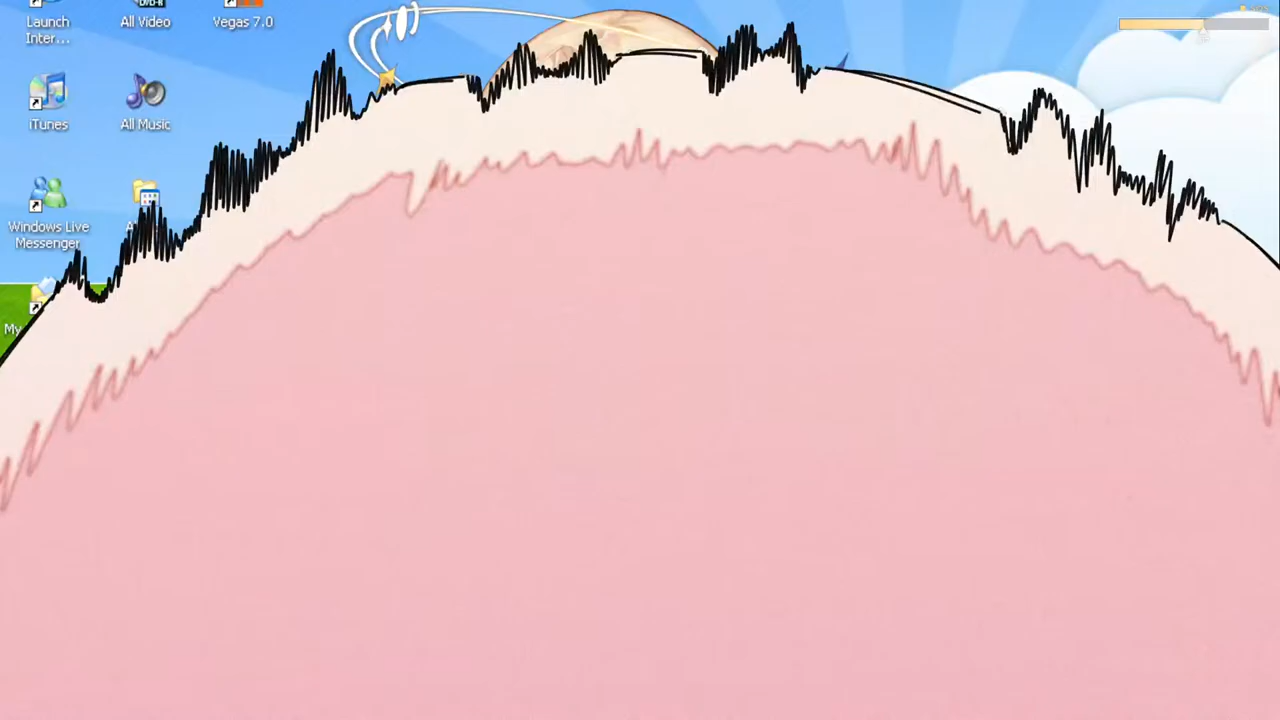 Launch
Inter...
All Video
Vegas 7.0
iTunes
All Music
Windows Live
Messenger
A
My